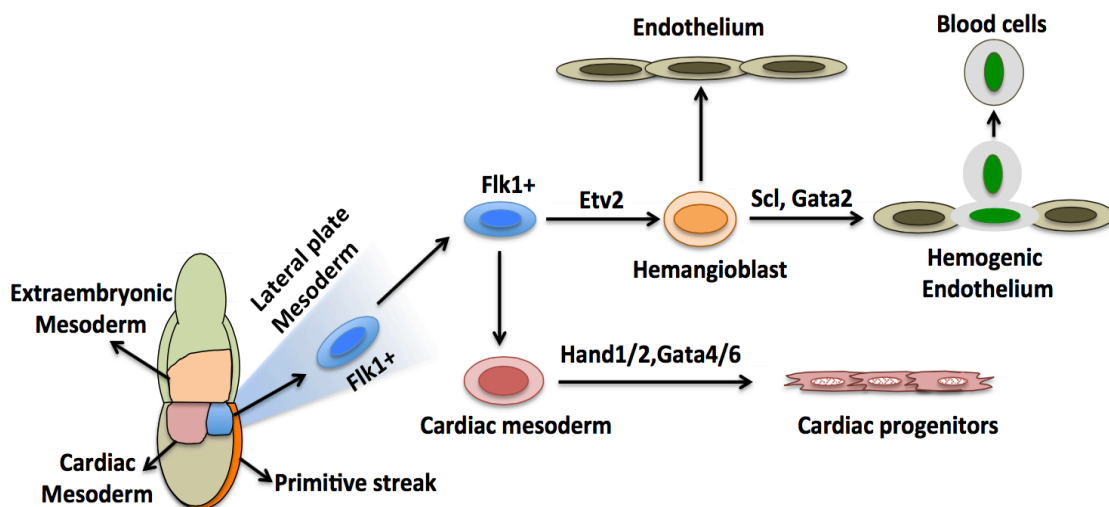 Endothelium
Blood cells
Flk1+
Etv2
Scl, Gata2
Hemangioblast
Hemogenic
Endothelium
Lateral plate
Mesoderm
Flk1+
Extraembryonic
Mesoderm
Hand1/2,Gata4/6
Cardiac mesoderm
Cardiac progenitors
Cardiac
Mesoderm
Primitive streak